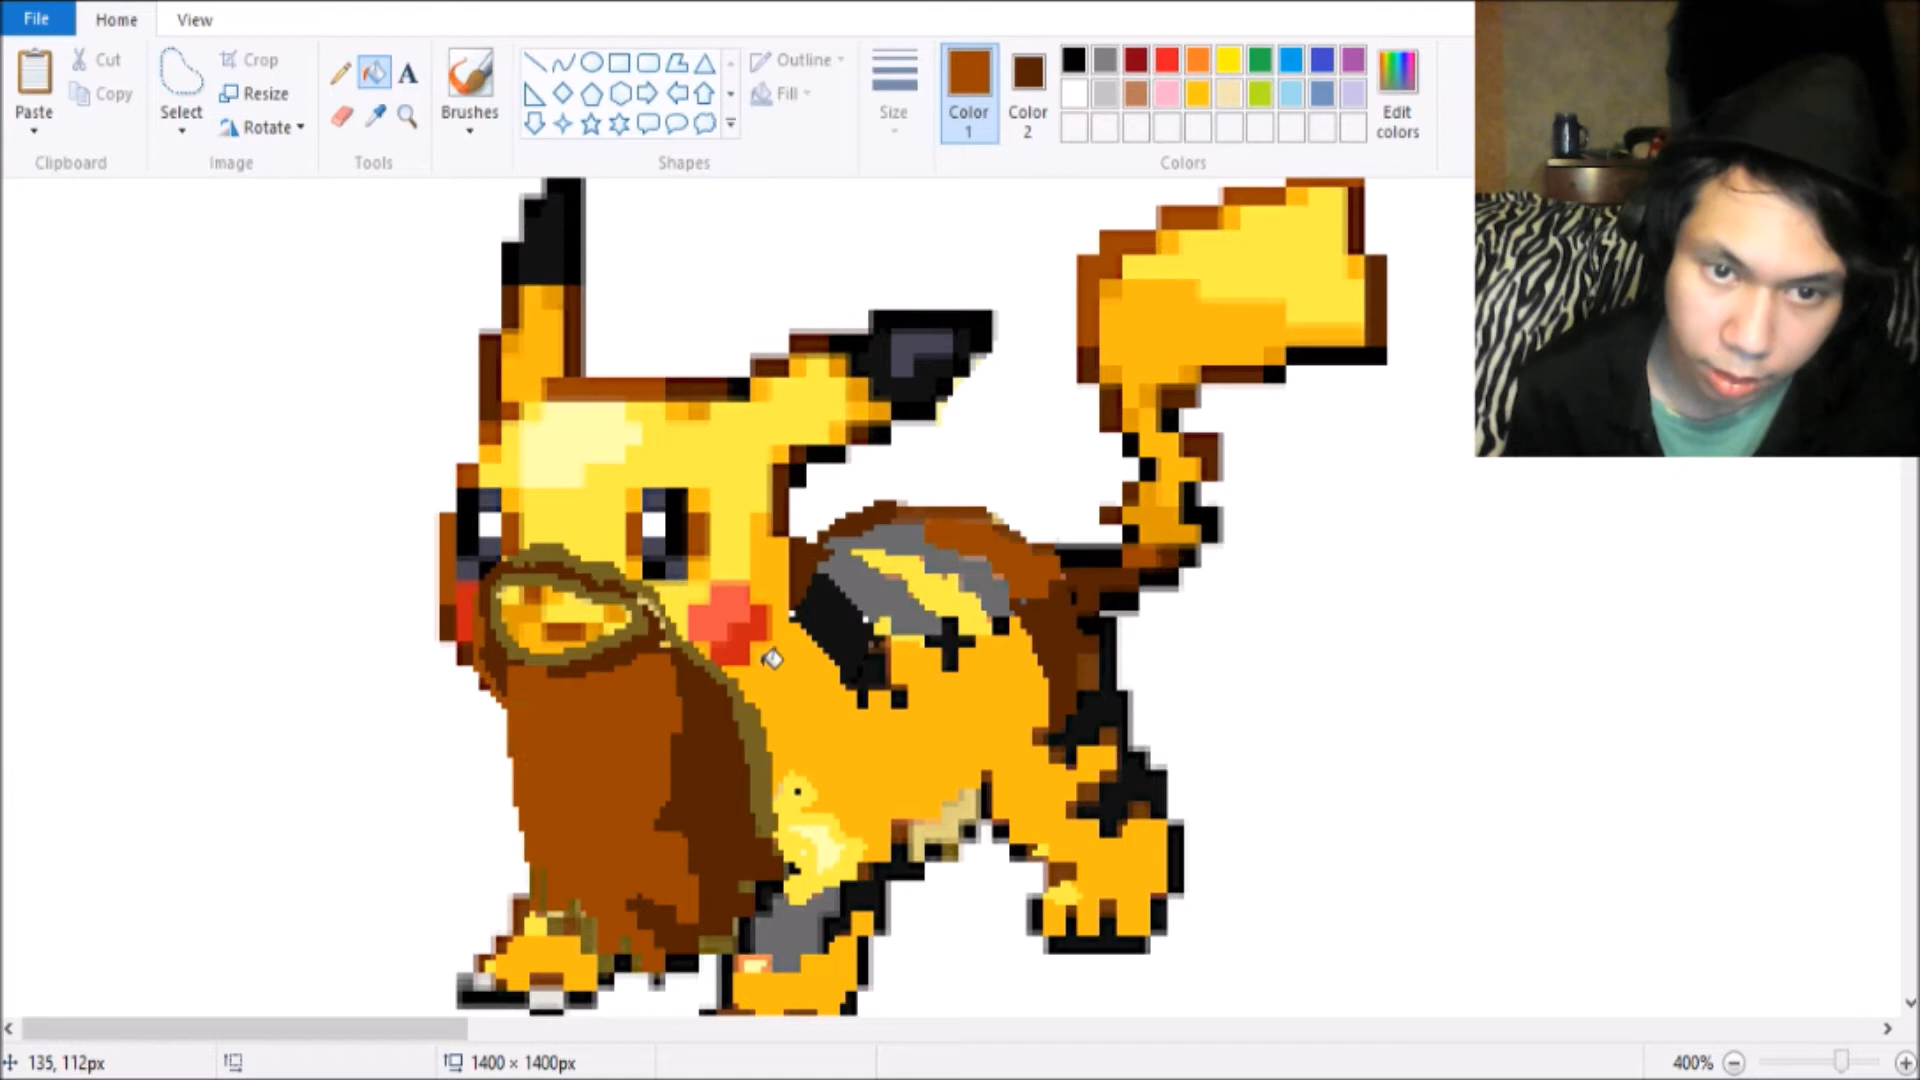 File Home View
Paste
Cut
Copy
Clipboard
Select
Crop
Resize
Rotate
Image
A
Tools
Brushes
Outline
Fill
Shapes
Size
Color
1
Color
2
Edit
colors
Colors
135, 112px
1400 × 1400px
400%